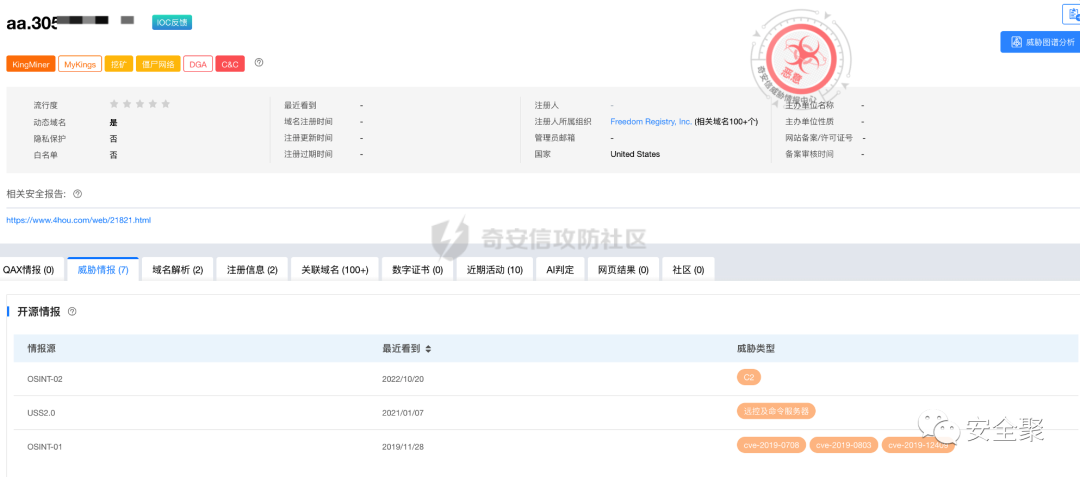 aa.305
IOC反馈
威胁图谱分析
KingMiner MyKings 挖矿 僵尸网络 DGA C&C
恶意
奇安信威胁情报中心
流行度 最近看到 - 注册人 - 主办单位名称 -
动态域名 是 域名注册时间 - 注册人所属组织 Freedom Registry, Inc. (相关域名100+个) 主办单位性质 -
隐私保护 否 注册更新时间 - 管理员邮箱 - 网站备案/许可证号 -
白名单 否 注册过期时间 - 国家 United States 备案审核时间 -
相关安全报告:
https://www.4hou.com/web/21821.html
奇安信攻防社区
QAX情报 (0) 威胁情报 (7) 域名解析 (2) 注册信息 (2) 关联域名 (100+) 数字证书 (0) 近期活动 (10) AI判定 网页结果 (0) 社区 (0)
开源情报
情报源 最近看到 威胁类型
OSINT-02 2022/10/20 C2
USS2.0 2021/01/07 远控及命令服务器
OSINT-01 2019/11/28 cve-2019-0708 cve-2019-0803
安全聚